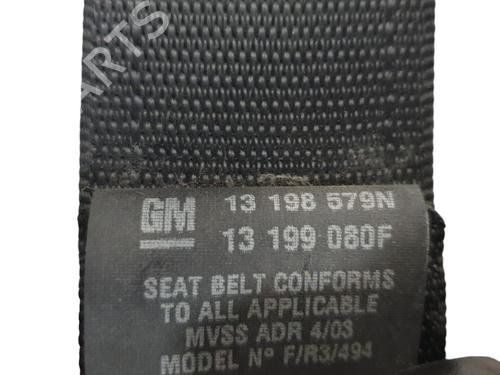 PARTS
GM 13 198 579N
13 199 080F
SEAT BELT CONFORMS
TO ALL APPLICABLE
MVSS ADR 4/03
MODEL Nº F/R3/494